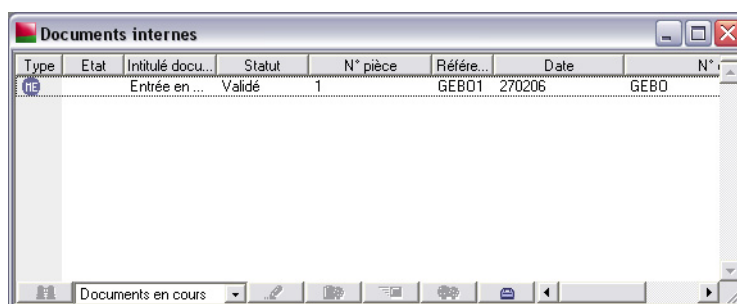 Documents internes
Type Etat Intitulé docu... Statut N° pièce Référe... Date N°
ME Entrée en ... Validé 1 GEBO1 270206 GEBO
Documents en cours